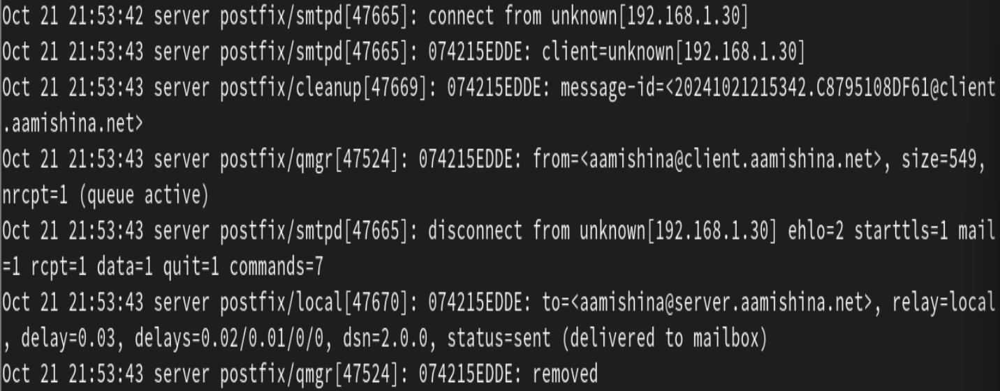 Oct 21 21:53:42 server postfix/smtpd[47665]: connect from unknown[192.168.1.30]
Oct 21 21:53:43 server postfix/smtpd[47665]: 074215EDDE: client=unknown[192.168.1.30]
Oct 21 21:53:43 server postfix/cleanup[47669]: 074215EDDE: message-id=<20241021215342.C8795108DF61@client
.aamishina.net>
Oct 21 21:53:43 server postfix/qmgr[47524]: 074215EDDE: from=<aamishina@client.aamishina.net>, size=549,
nrcpt=1 (queue active)
Oct 21 21:53:43 server postfix/smtpd[47665]: disconnect from unknown[192.168.1.30] ehlo=2 starttls=1 mail
=1 rcpt=1 data=1 quit=1 commands=7
Oct 21 21:53:43 server postfix/local[47670]: 074215EDDE: to=<aamishina@server.aamishina.net>, relay=local
, delay=0.03, delays=0.02/0.01/0/0, dsn=2.0.0, status=sent (delivered to mailbox)
Oct 21 21:53:43 server postfix/qmgr[47524]: 074215EDDE: removed